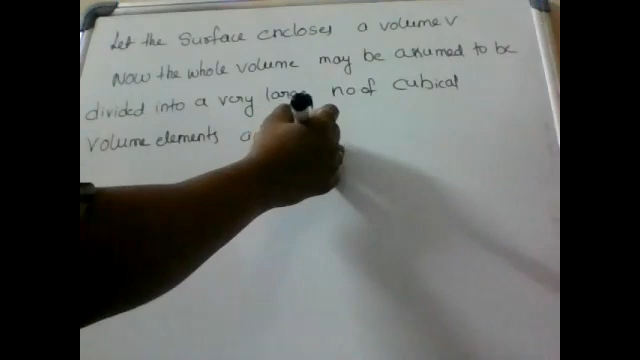 Let the surface encloses a volume v
Now the whole volume may be assumed to be
divided into a very large no of cubical
volume elements a